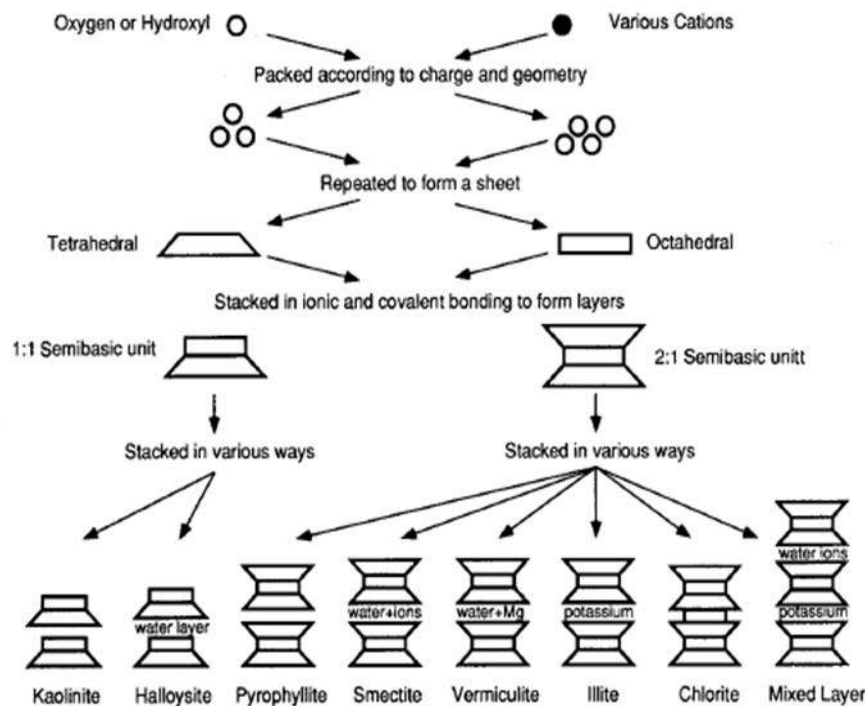 Oxygen or Hydroxyl
Various Cations
Packed according to charge and geometry
Repeated to form a sheet
Tetrahedral
Octahedral
Stacked in ionic and covalent bonding to form layers
1:1 Semibasic unit
2:1 Semibasic unitt
Stacked in various ways
Stacked in various ways
water ions
water+ions
water+Mg
potassium
potassium
water layer
Kaolinite
Halloysite
Pyrophyllite
Smectite
Vermiculite
Illite
Chlorite
Mixed Layer